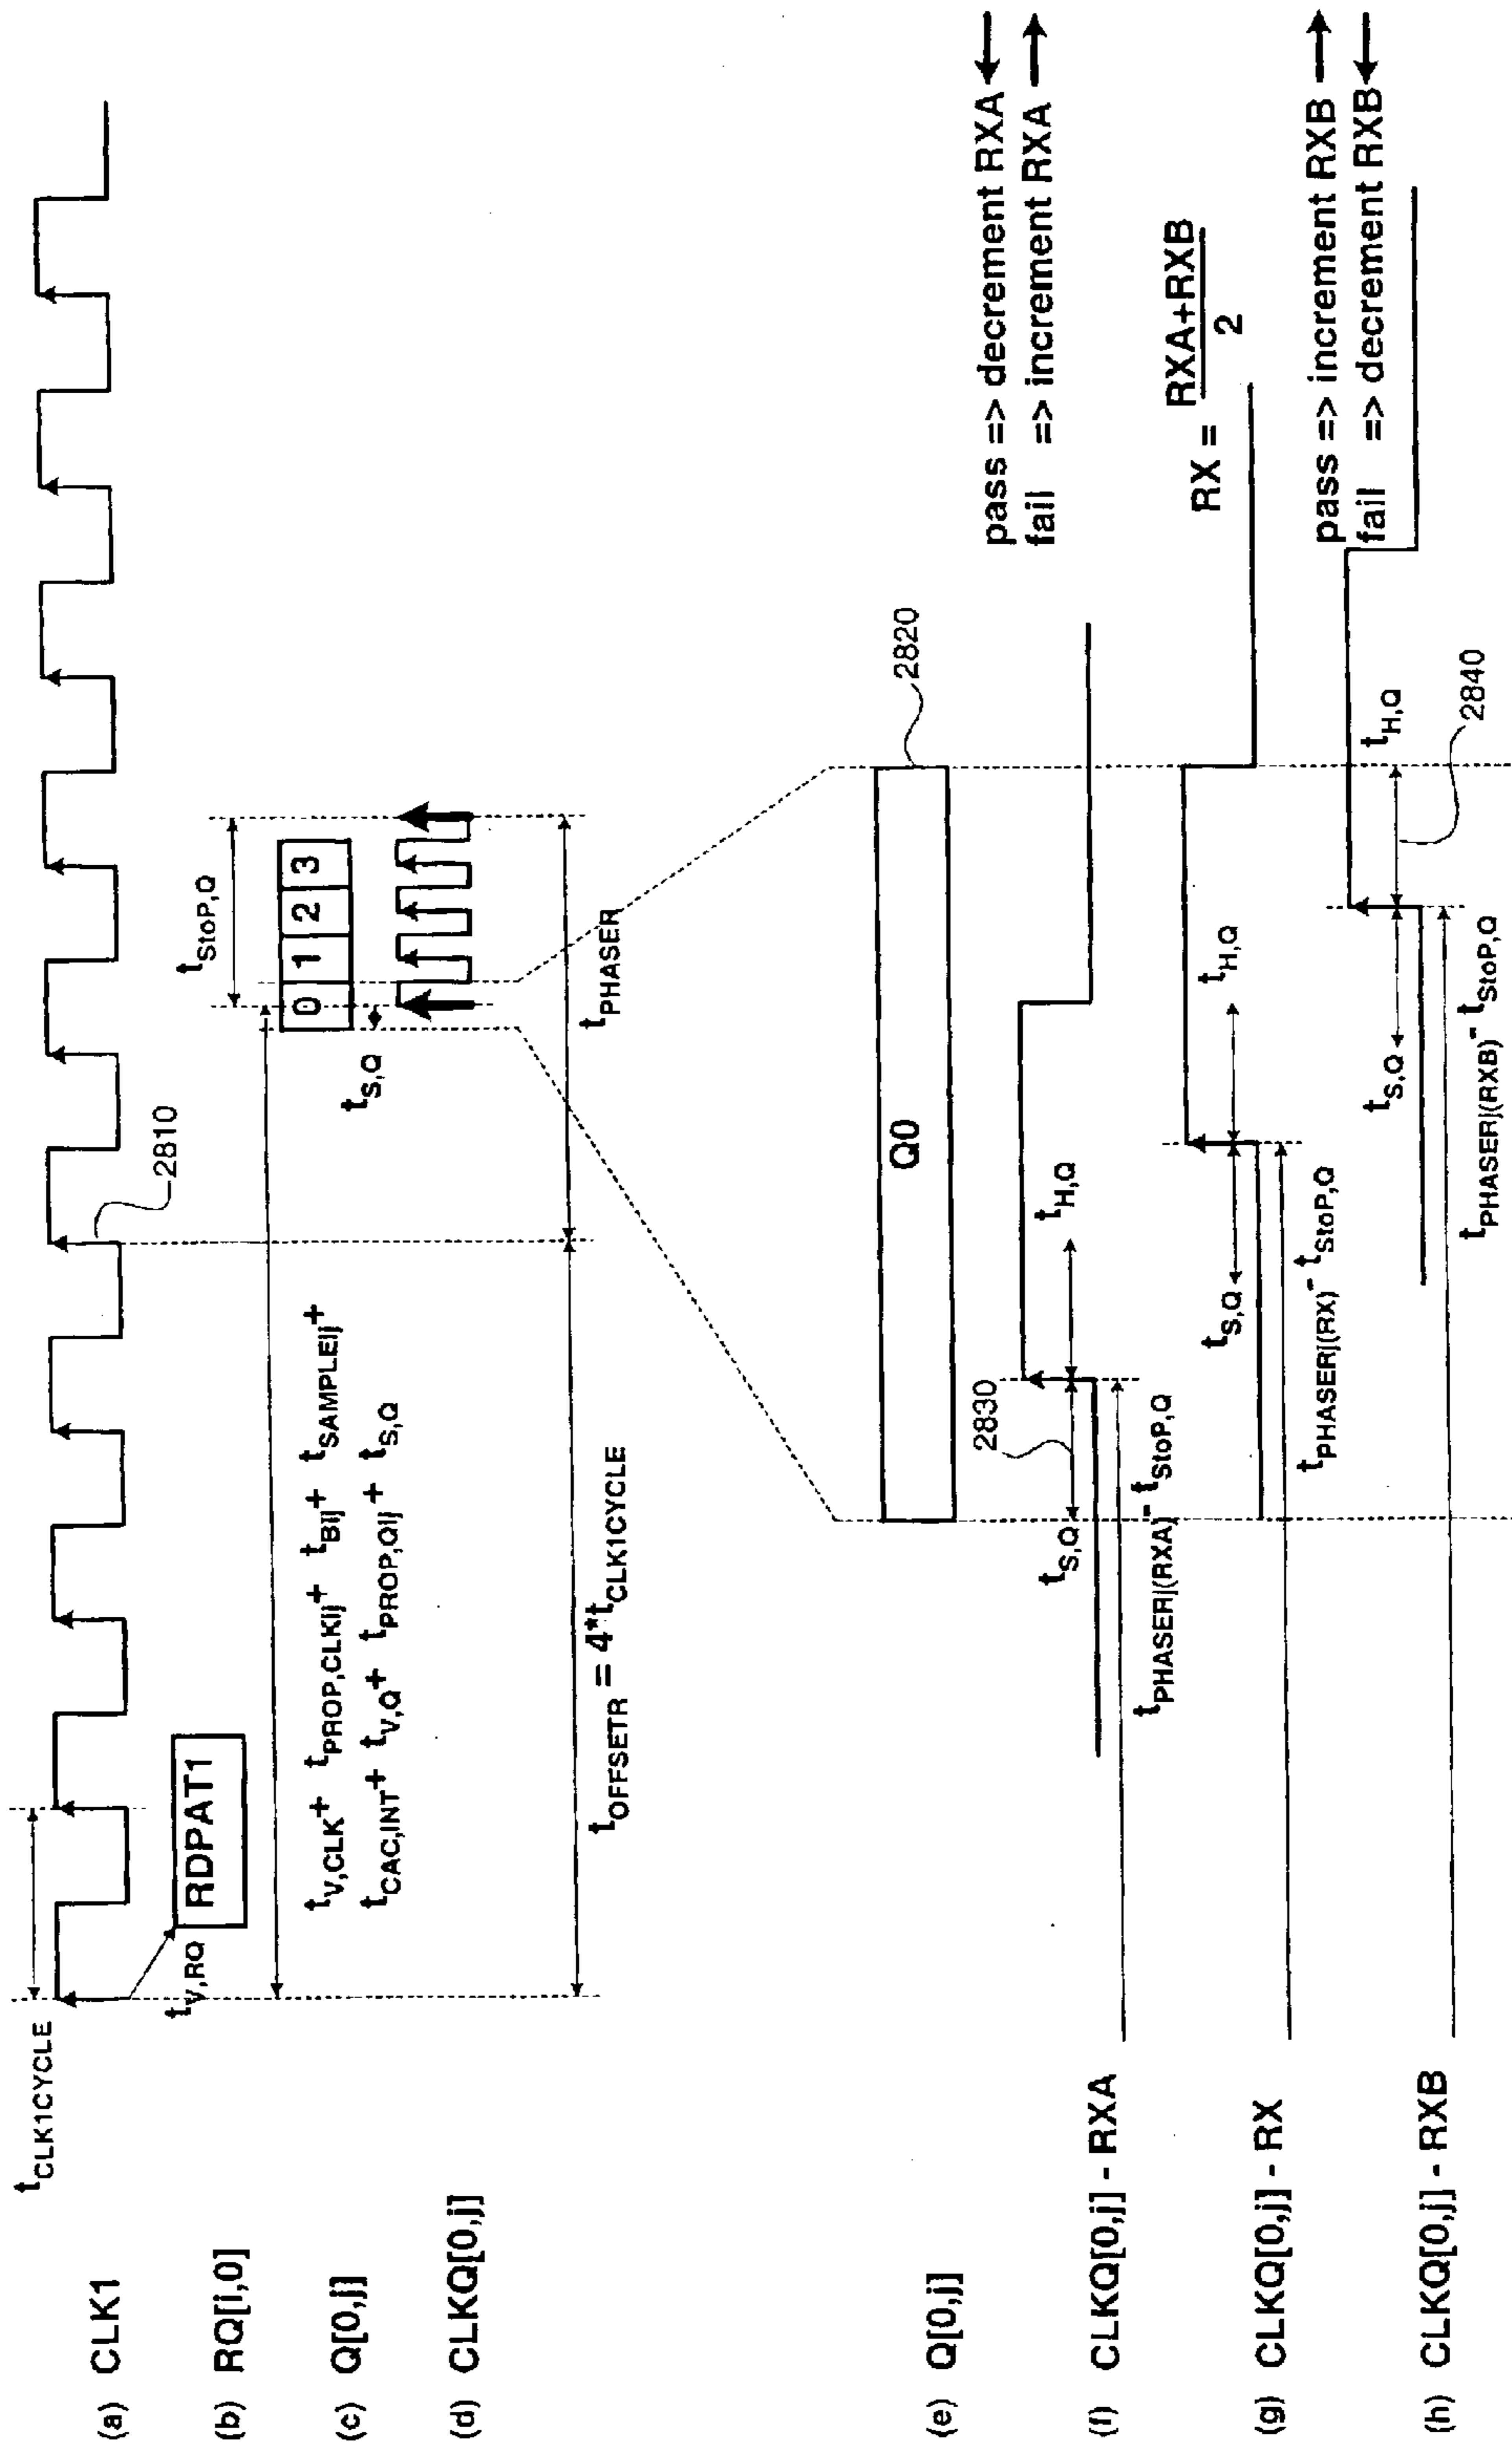 tCLK1CYCLE
(a) CLK1
2810
(b) RQ[i,0]
tV,RQ
RDPAT1
tStoP,Q
(c) Q[0,j]
tV,CLK+ tPROP,CLKIj+ tBIj+ tSAMPLEIj+
tCAC,INT+ tV,Q+ tPROP,QIj+ tS,Q
0 1 2 3
tS,Q
(d) CLKQ[0,j]
tOFFSETR = 4*tCLK1CYCLE
tPHASER
(e) Q[0,j]
Q0
2820
(f) CLKQ[0,j] - RXA
2830
tS,Q
tH,Q
tPHASERj(RXA)- tStoP,Q
pass => decrement RXA
fail => increment RXA
(g) CLKQ[0,j] - RX
tS,Q
tH,Q
tPHASERj(RX)- tStoP,Q
RX = RXA+RXB
2
(h) CLKQ[0,j] - RXB
tS,Q
tH,Q
2840
tPHASERj(RXB)- tStoP,Q
pass => increment RXB
fail => decrement RXB